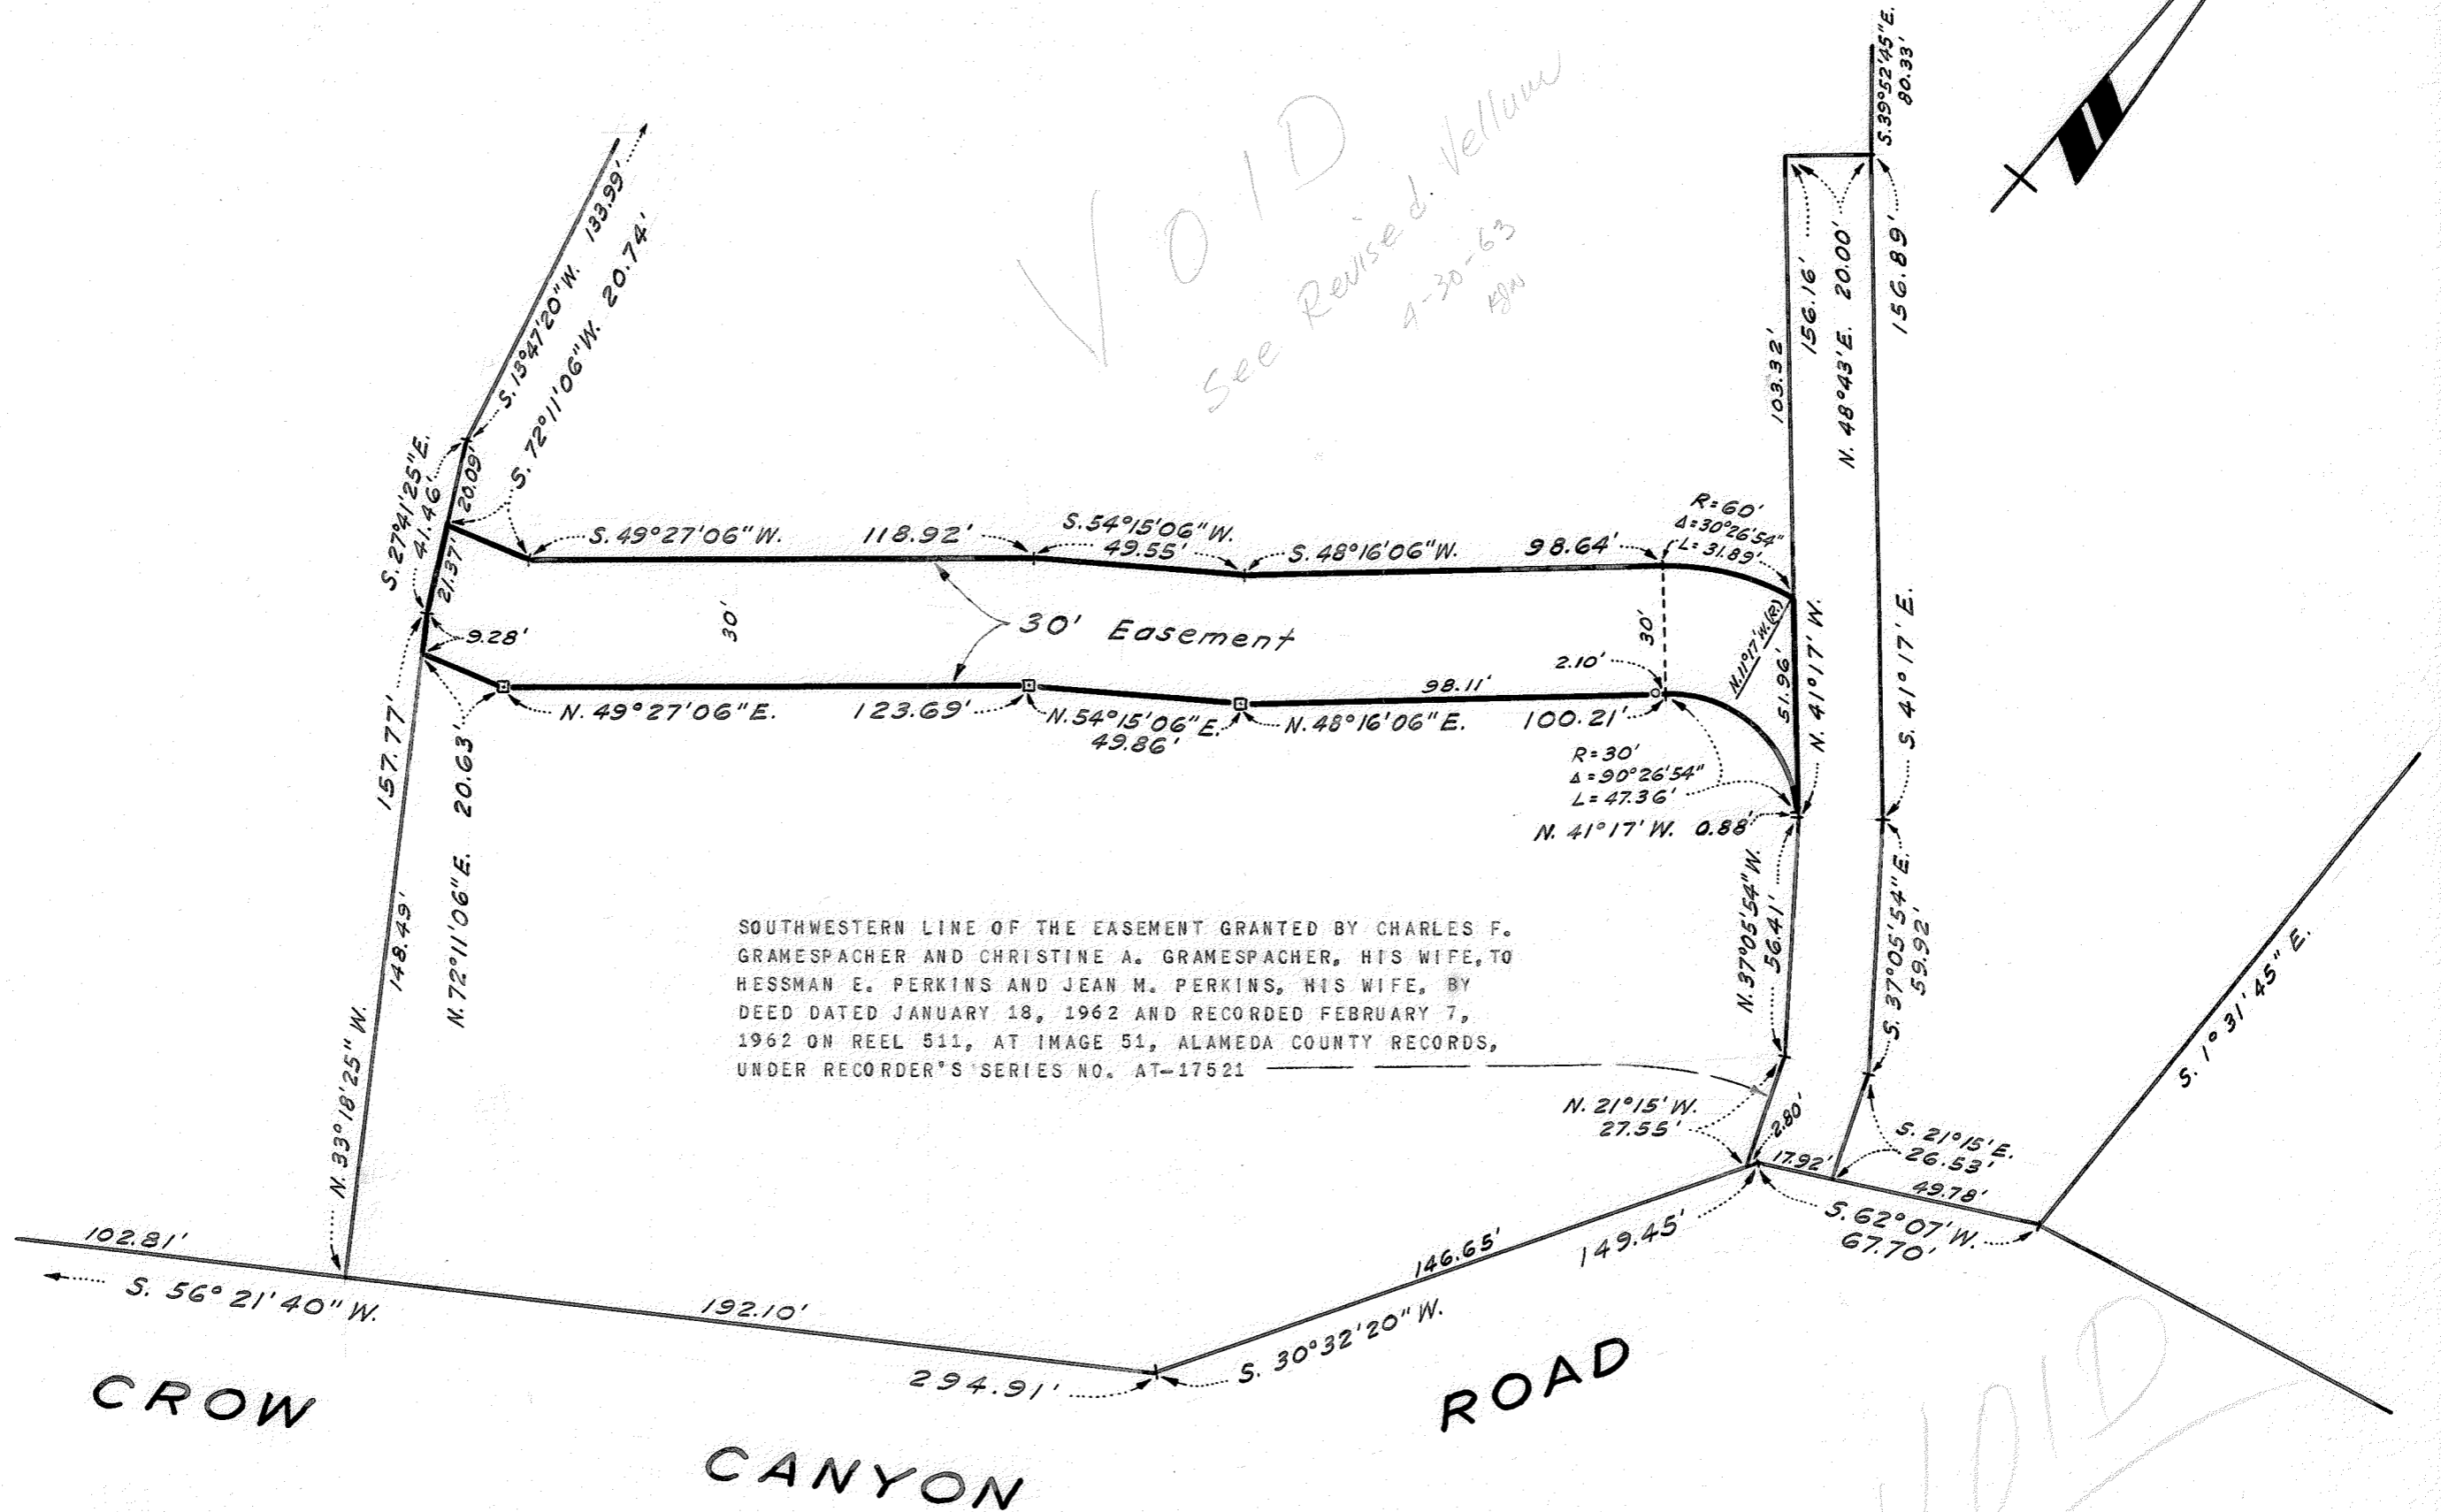 S.39°52'45"E.
80.33'
VOID
See Revised Vellum
4-30-63
S.13°47'20"W. 133.99'
S.72°11'06"W. 20.74'
S.27°41'25"E.
41.46'
20.09'
21.37'
9.28'
S.49°27'06"W. 118.92'
S.54°15'06"W.
49.55'
S.48°16'06"W. 98.64'
R=60'
Δ=30°26'54"
L=31.89'
103.32'
156.16'
N.48°43'E. 20.00'
156.89'
30'
30' Easement
30'
2.10'
N.11°17'W.(R.)
51.96'
N.41°17'W.
S.41°17'E.
N.49°27'06"E. 123.69'
N.54°15'06"E.
49.86'
98.11'
N.48°16'06"E. 100.21'
R=30'
Δ=90°26'54"
L=47.36'
N.41°17'W. 0.88'
157.77'
148.49'
N.33°18'25"W.
N.72°11'06"E. 20.63'
N.37°05'54"W.
56.41'
S.37°05'54"E.
59.92'
SOUTHWESTERN LINE OF THE EASEMENT GRANTED BY CHARLES F.
GRAMESPACHER AND CHRISTINE A. GRAMESPACHER, HIS WIFE, TO
HESSMAN E. PERKINS AND JEAN M. PERKINS, HIS WIFE, BY
DEED DATED JANUARY 18, 1962 AND RECORDED FEBRUARY 7,
1962 ON REEL 511, AT IMAGE 51, ALAMEDA COUNTY RECORDS,
UNDER RECORDER'S SERIES NO. AT-17521
N.21°15'W.
27.55'
2.80'
17.92'
S.21°15'E.
26.53'
49.78'
S.62°07'W.
67.70'
S.1°31'45"E.
102.81'
S.56°21'40"W.
192.10'
294.91'
146.65'
149.45'
S.30°32'20"W.
CROW
CANYON
ROAD
VOID